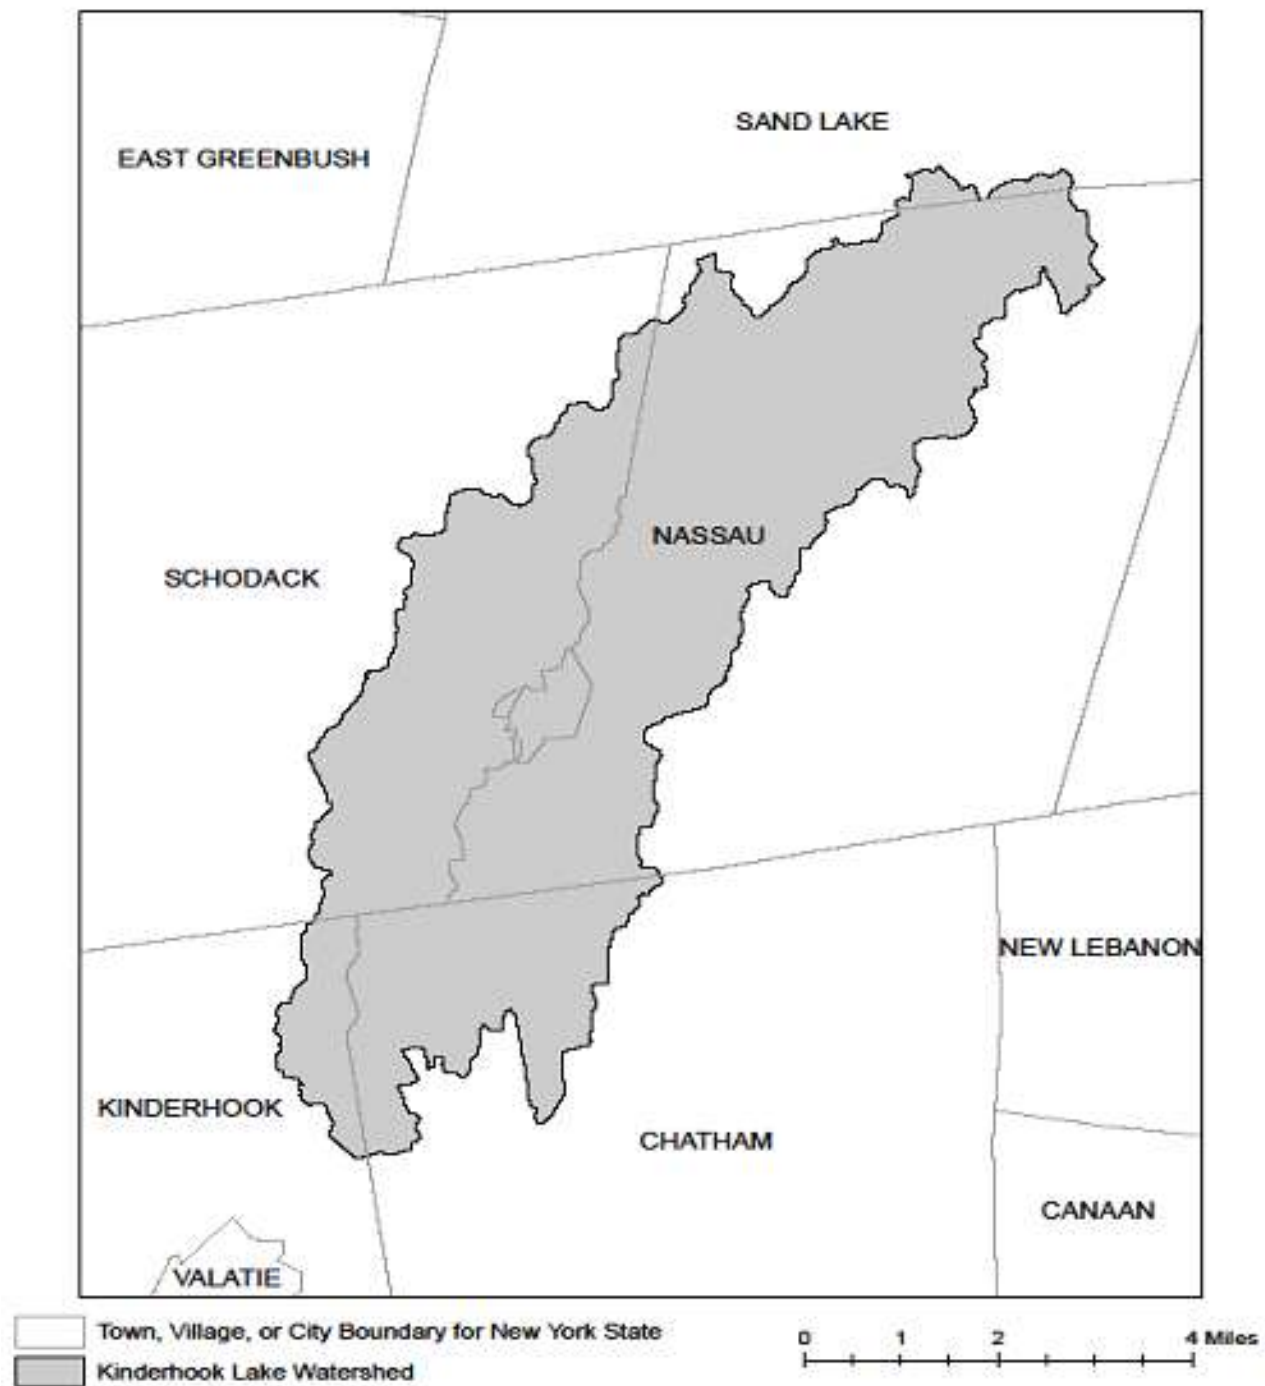 SAND LAKE
EAST GREENBUSH
NASSAU
SCHODACK
NEW LEBANON
KINDERHOOK
CHATHAM
CANAAN
VALATIE
Town, Village, or City Boundary for New York State
Kinderhook Lake Watershed
0 1 2 4 Miles